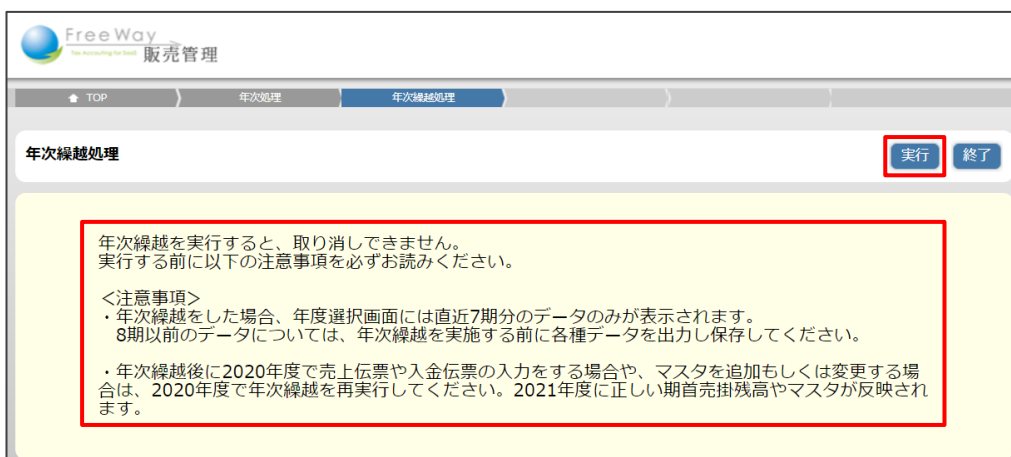 FreeWay
販売管理
TOP
年次処理
年次繰越処理
年次繰越処理
実行
終了
年次繰越を実行すると、取り消しできません。
実行する前に以下の注意事項を必ずお読みください。
＜注意事項＞
・年次繰越をした場合、年度選択画面には直近7期分のデータのみが表示されます。
8期以前のデータについては、年次繰越を実施する前に各種データを出力し保存してください。
・年次繰越後に2020年度で売上伝票や入金伝票の入力をする場合や、マスタを追加もしくは変更する場
合は、2020年度で年次繰越を再実行してください。2021年度に正しい期首売掛残高やマスタが反映され
ます。